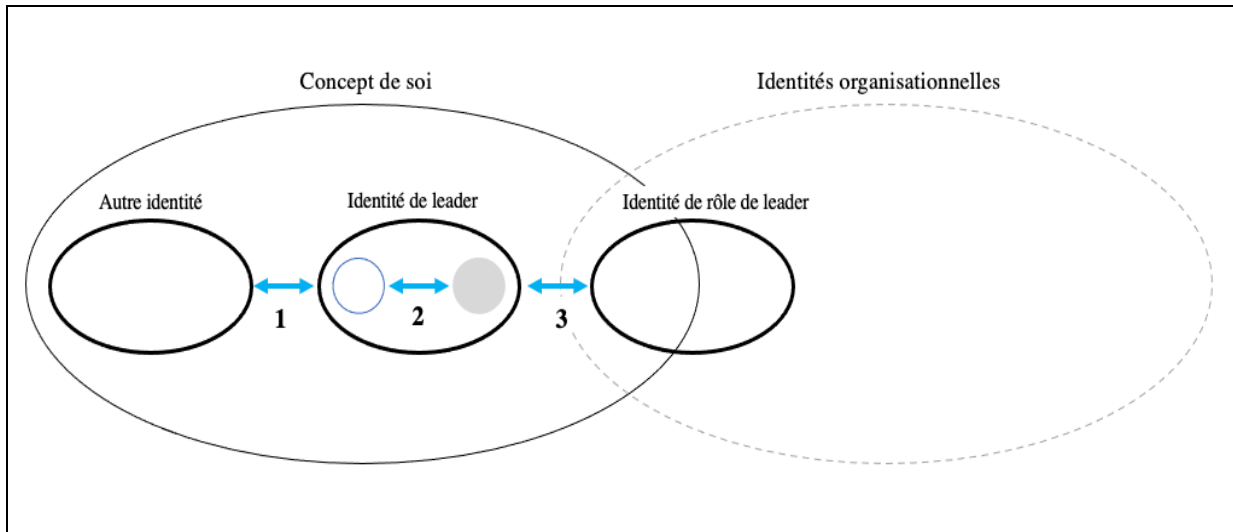 Concept de soi
Identités organisationnelles
Autre identité
Identité de leader
Identité de rôle de leader
1
2
3